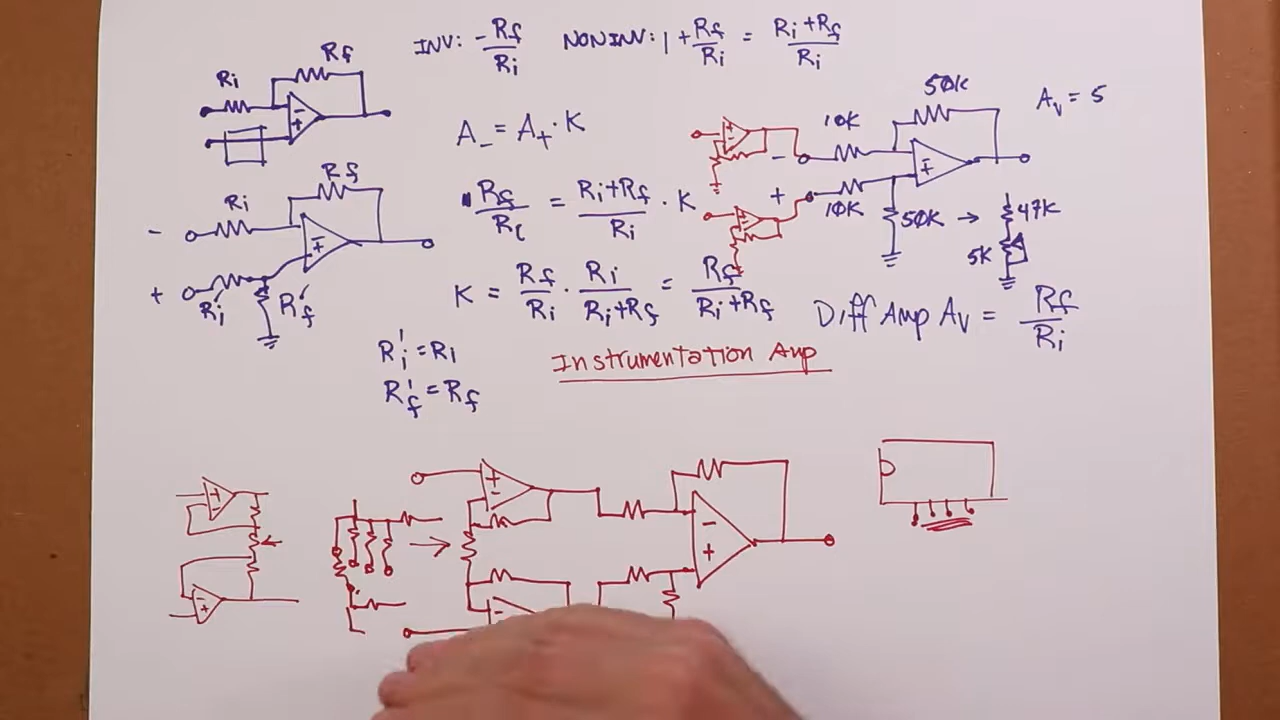 INV: -Rf/Ri NONINV: 1 + Rf/Ri = Ri+Rf/Ri
Ri Rf
- +
A- = A+ · K
Ri Rf
- +
+
Ri' Rf'
Rf/Ri = Ri+Rf/Ri · K
K = Rf/Ri · Ri/Ri+Rf = Rf/Ri+Rf
Ri' = Ri
Rf' = Rf
50K Av = 5
10K
- +
10K 50K → 47K
5K
Diff Amp Av = Rf/Ri
Instrumentation Amp
+ -
- +
+
-